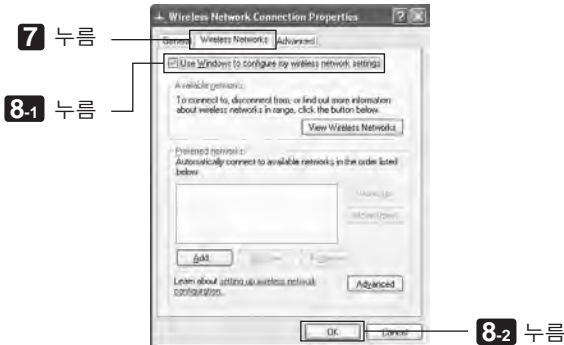 Wireless Network Connection Properties
7 누름
General Wireless Networks Advanced
Use Windows to configure my wireless network settings
8-1 누름
Available networks:
To connect to, disconnect from, or find out more information
about wireless networks in range, click the button below.
View Wireless Networks
Preferred networks:
Automatically connect to available networks in the order listed
below:
Move up
Move down
Add...
Learn about setting up wireless network
configuration.
Advanced
OK Cancel
8-2 누름